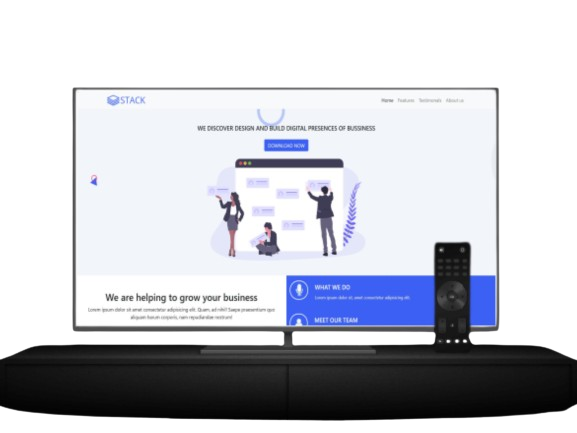 STACK
Home Features Testimonials About us
WE DISCOVER DESIGN AND BUILD DIGITAL PRESENCES OF BUSSINESS
DOWNLOAD NOW
WHAT WE DO
Lorem ipsum dolor sit, amet consectetur adipisicing elit.
We are helping to grow your business
Lorem ipsum dolor sit amet consectetur adipisicing elit. Quam, ad nihil! Saepe praesentium quo
aliquam harum corporis, nam repudiandae nostrum!
MEET OUR TEAM